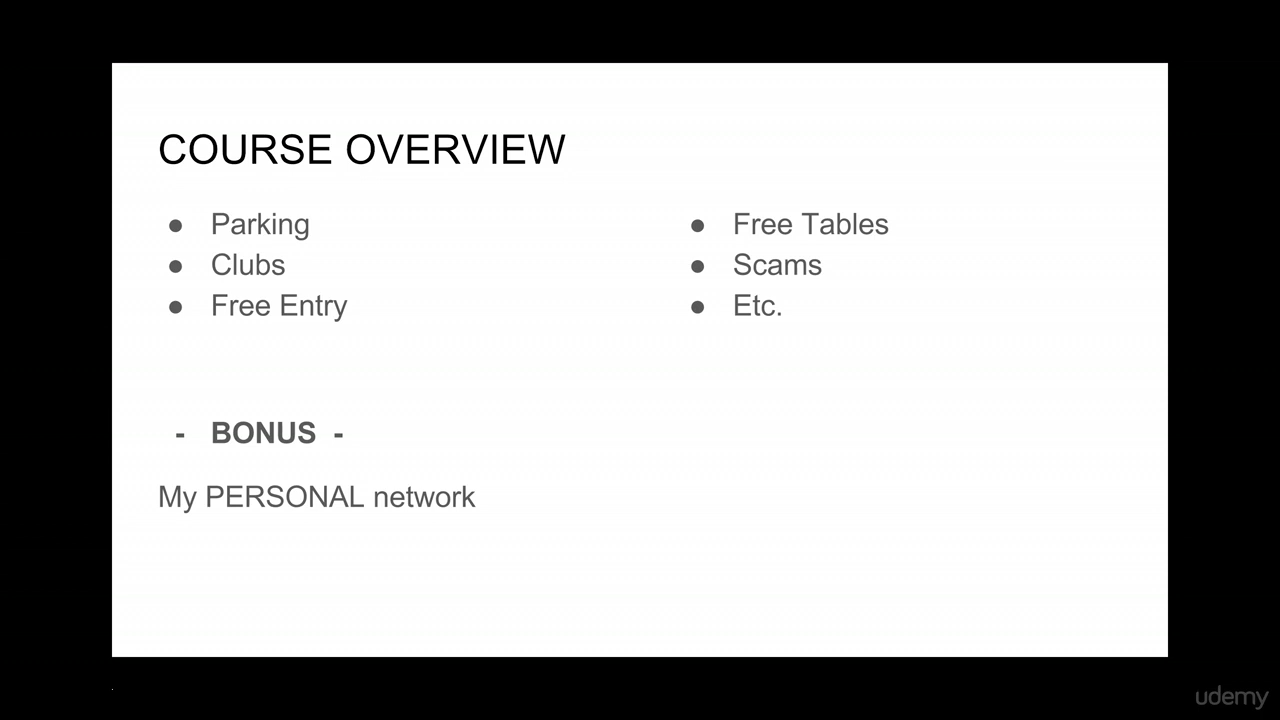 COURSE OVERVIEW
● Parking
● Clubs
● Free Entry
● Free Tables
● Scams
● Etc.
- BONUS -
My PERSONAL network
udemy